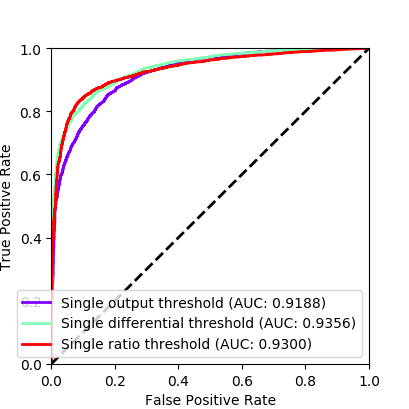 1.0
0.8
0.6
0.4
0.2
0.0
True Positive Rate
Single output threshold (AUC: 0.9188)
Single differential threshold (AUC: 0.9356)
Single ratio threshold (AUC: 0.9300)
0.0 0.2 0.4 0.6 0.8 1.0
False Positive Rate